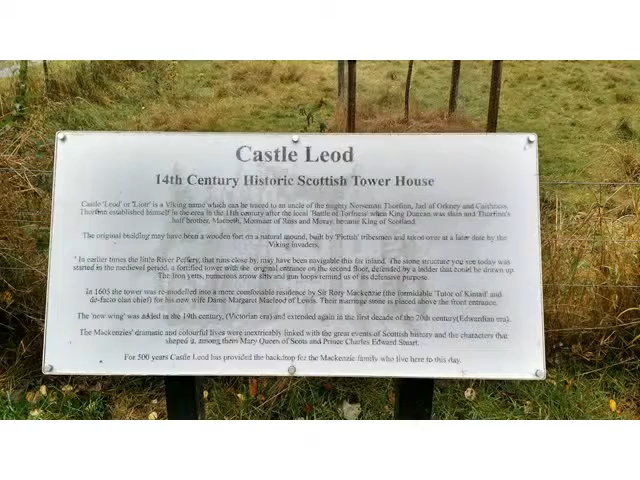 Castle Leod
14th Century Historic Scottish Tower House
Castle 'Leod' or 'Liotr' is a Viking name which can be traced to an uncle of the mighty Norseman Thorfinn, Jarl of Orkney and Caithness.
Thorfinn established himself in the area in the 11th century after the local 'Battle of Torfness' when King Duncan was slain and Thorfinn's
half brother, Macbeth, Mormaer of Ross and Moray, became King of Scotland.
The original building may have been a wooden fort on a natural mound, built by 'Pictish' tribesmen and taken over at a later date by the
Viking invaders.
In earlier times the little River Peffery, that runs close by, may have been navigable this far inland. The stone structure you see today was
started in the medieval period, a fortified tower with the original entrance on the second floor, defended by a ladder that could be drawn up.
The iron yetts, numerous arrow slits and gun loops remind us of its defensive purpose.
In 1605 the tower was re-modelled into a more comfortable residence by Sir Rory Mackenzie (the formidable 'Tutor of Kintail' and
de-facto clan chief) for his new wife Dame Margaret Macleod of Lewis. Their marriage stone is placed above the front entrance.
The 'new wing' was added in the 19th century, (Victorian era) and extended again in the first decade of the 20th century(Edwardian era).
The Mackenzies' dramatic and colourful lives were inextricably linked with the great events of Scottish history and the characters that
shaped it, among them Mary Queen of Scots and Prince Charles Edward Stuart.
For 500 years Castle Leod has provided the backdrop for the Mackenzie family who live here to this day.